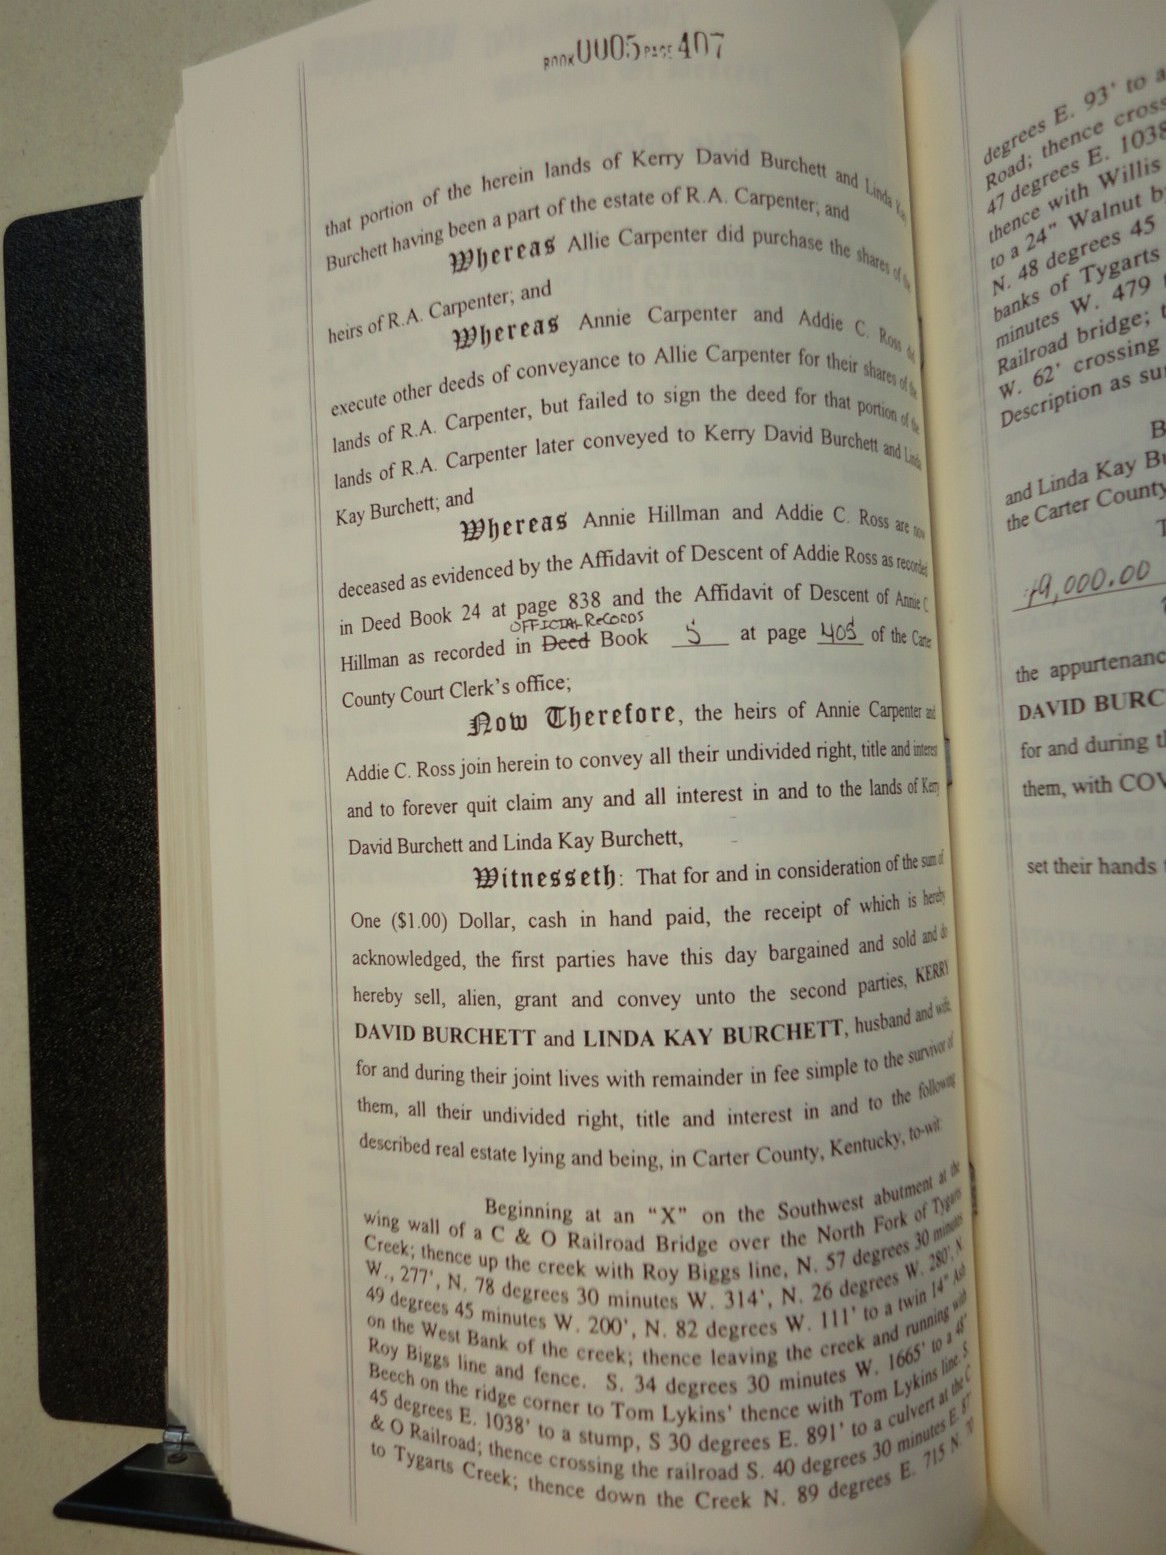 BOOK 0005 PAGE 407
that portion of the herein lands of Kerry David Burchett and Linda Kay
Burchett having been a part of the estate of R.A. Carpenter; and
Whereas Allie Carpenter did purchase the shares of the
heirs of R.A. Carpenter; and
Whereas Annie Carpenter and Addie C. Ross did
execute other deeds of conveyance to Allie Carpenter for their shares of the
lands of R.A. Carpenter, but failed to sign the deed for that portion of the
lands of R.A. Carpenter later conveyed to Kerry David Burchett and Linda
Kay Burchett; and
Whereas Annie Hillman and Addie C. Ross are now
deceased as evidenced by the Affidavit of Descent of Addie Ross as recorded
in Deed Book 24 at page 838 and the Affidavit of Descent of Annie C
OFFICIAL RECOCDS
Hillman as recorded in Deed Book 5 at page 405 of the Carter
County Court Clerk's office;
Now Therefore, the heirs of Annie Carpenter and
Addie C. Ross join herein to convey all their undivided right, title and interest
and to forever quit claim any and all interest in and to the lands of Kerry
David Burchett and Linda Kay Burchett,
Witnesseth: That for and in consideration of the sum of
One ($1.00) Dollar, cash in hand paid, the receipt of which is hereby
acknowledged, the first parties have this day bargained and sold and do
hereby sell, alien, grant and convey unto the second parties, KERRY
DAVID BURCHETT and LINDA KAY BURCHETT, husband and wife,
for and during their joint lives with remainder in fee simple to the survivor of
them, all their undivided right, title and interest in and to the following
described real estate lying and being, in Carter County, Kentucky, to-wit:
Beginning at an "X" on the Southwest abutment at the
wing wall of a C & O Railroad Bridge over the North Fork of Tygarts
Creek; thence up the creek with Roy Biggs line, N. 57 degrees 30 minutes
W., 277', N. 78 degrees 30 minutes W. 314', N. 26 degrees W. 280', N.
49 degrees 45 minutes W. 200', N. 82 degrees W. 111' to a twin 14" Ash
on the West Bank of the creek; thence leaving the creek and running with
Roy Biggs line and fence. S. 34 degrees 30 minutes W. 1665' to a 48"
Beech on the ridge corner to Tom Lykins' thence with Tom Lykins line. S.
45 degrees E. 1038' to a stump, S 30 degrees E. 891' to a culvert at the C
& O Railroad; thence crossing the railroad S. 40 degrees 30 minutes E.
to Tygarts Creek; thence down the Creek N. 89 degrees E. 715 N.
degrees E. 93' to a
Road; thence cross
47 degrees E. 1038
thence with Willis
to a 24" Walnut b
N. 48 degrees 45
banks of Tygarts
minutes W. 479
Railroad bridge;
W. 62' crossing
Description as su
B
and Linda Kay Bu
the Carter County
9,000.00
the appurtenanc
DAVID BURC
for and during t
them, with COV
set their hands